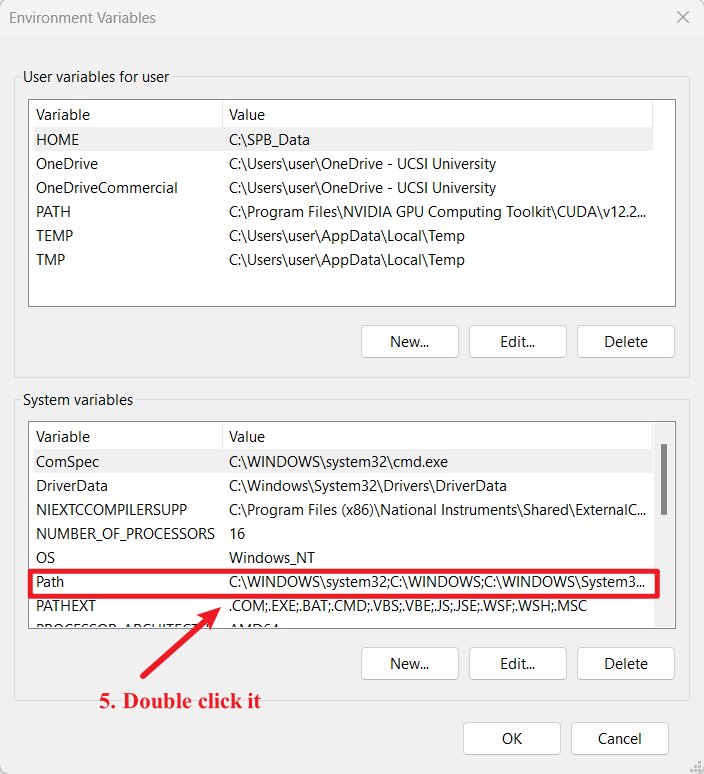 Environment Variables
User variables for user
Variable Value
HOME C:\SPB_Data
OneDrive C:\Users\user\OneDrive - UCSI University
OneDriveCommercial C:\Users\user\OneDrive - UCSI University
PATH C:\Program Files\NVIDIA GPU Computing Toolkit\CUDA\v12.2...
TEMP C:\Users\user\AppData\Local\Temp
TMP C:\Users\user\AppData\Local\Temp
New... Edit... Delete
System variables
Variable Value
ComSpec C:\WINDOWS\system32\cmd.exe
DriverData C:\Windows\System32\Drivers\DriverData
NIEXTCCOMPILERSUPP C:\Program Files (x86)\National Instruments\Shared\ExternalC...
NUMBER_OF_PROCESSORS 16
OS Windows_NT
Path C:\WINDOWS\system32;C:\WINDOWS;C:\WINDOWS\System3...
PATHEXT .COM;.EXE;.BAT;.CMD;.VBS;.VBE;.JS;.JSE;.WSF;.WSH;.MSC
AMD64
New... Edit... Delete
5. Double click it
OK Cancel